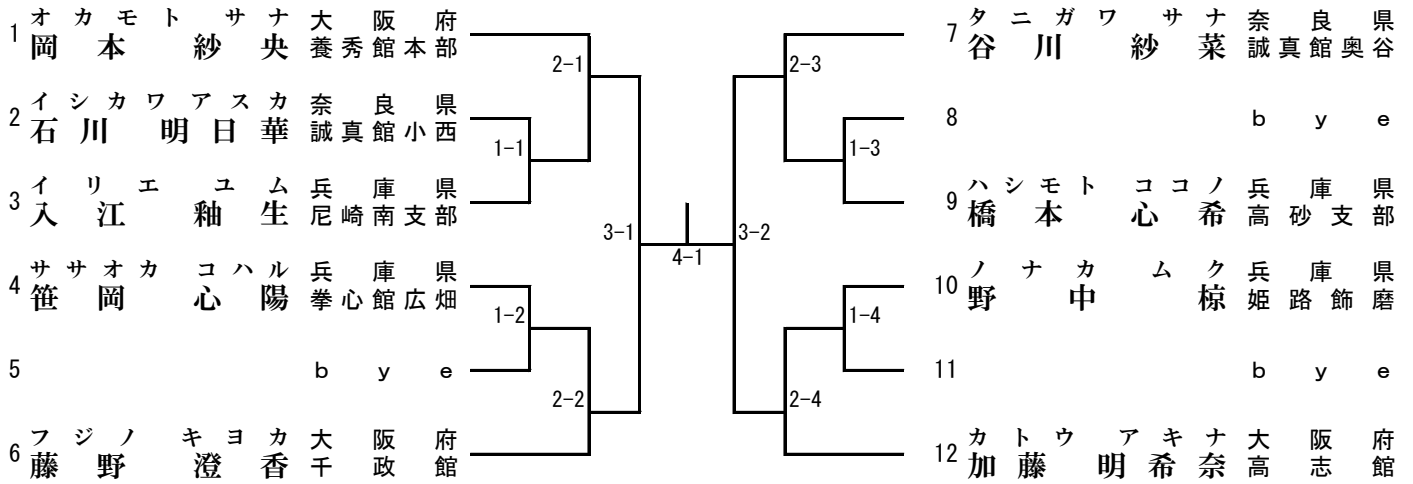 オカモト サナ 大阪府
1 岡本 紗央 養秀館本部
イシカワアスカ 奈良県
2 石川 明日華 誠真館小西
イリエ ユム 兵庫県
3 入江 釉生 尼崎南支部
ササオカ コハル 兵庫県
4 笹岡 心陽 拳心館広畑
5 bye
フジノ キヨカ 大阪府
6 藤野 澄香 千政館
2-1
1-1
3-1
1-2
2-2
4-1
2-3
1-3
3-2
1-4
2-4
タニガワ サナ 奈良県
7 谷川 紗菜 誠真館奥谷
8 bye
ハシモト ココノ 兵庫県
9 橋本 心希 高砂支部
ノナカ ムク 兵庫県
10 野中 椋 姫路飾磨
11 bye
カトウ アキナ 大阪府
12 加藤 明希奈 高志館